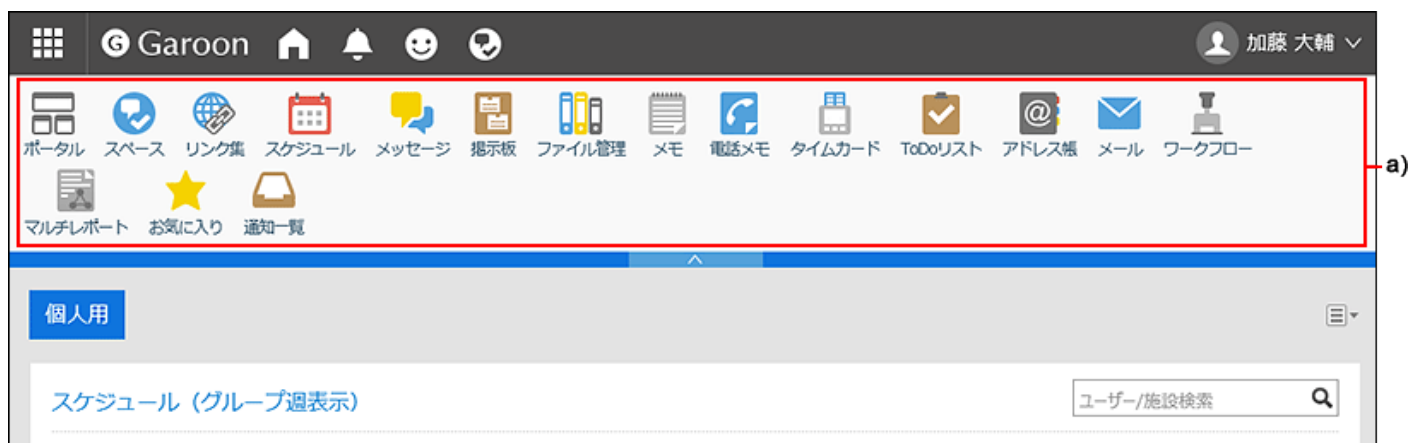 G Garoon 加藤 大輔
ポータル スペース リンク集 スケジュール メッセージ 掲示板 ファイル管理 メモ 電話メモ タイムカード ToDoリスト アドレス帳 メール ワークフロー
a)
マルチレポート お気に入り 通知一覧
個人用
スケジュール（グループ週表示） ユーザー/施設検索